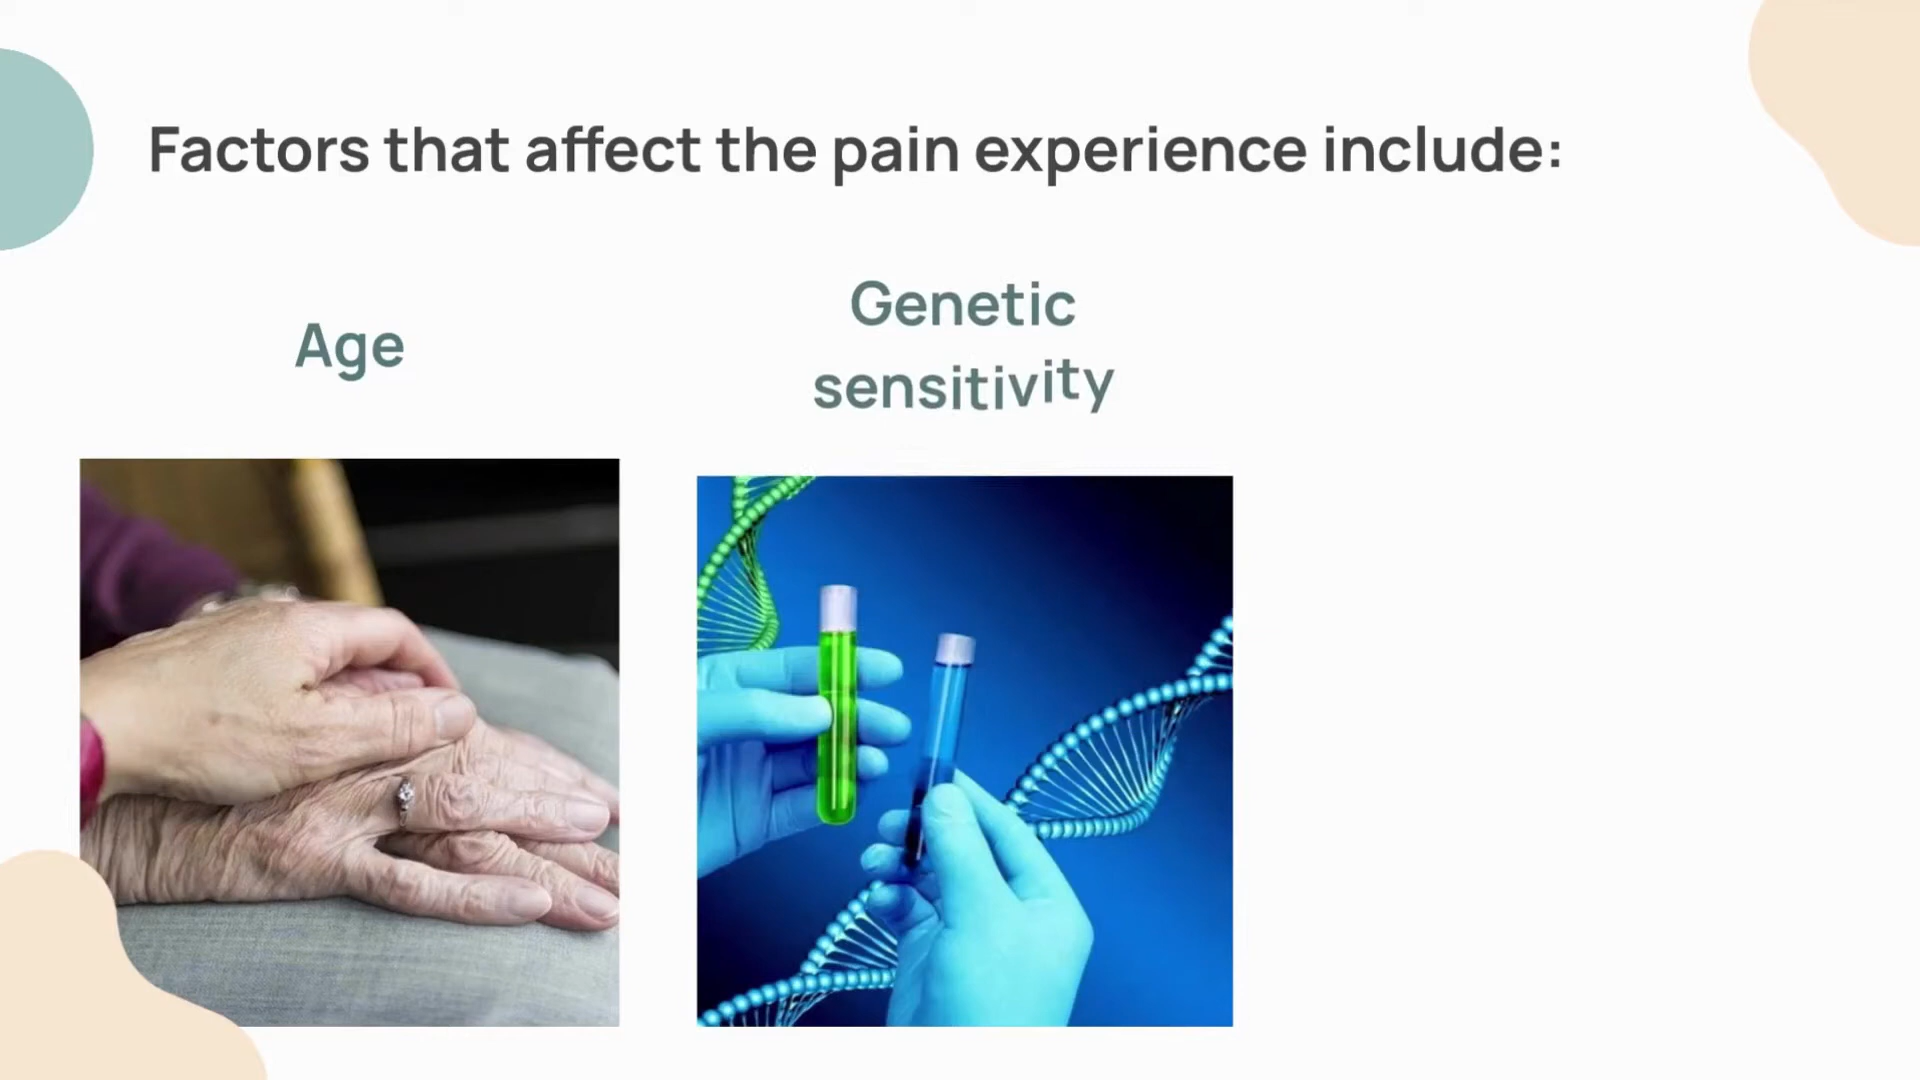 Factors that affect the pain experience include:
Age
Genetic
sensitivity